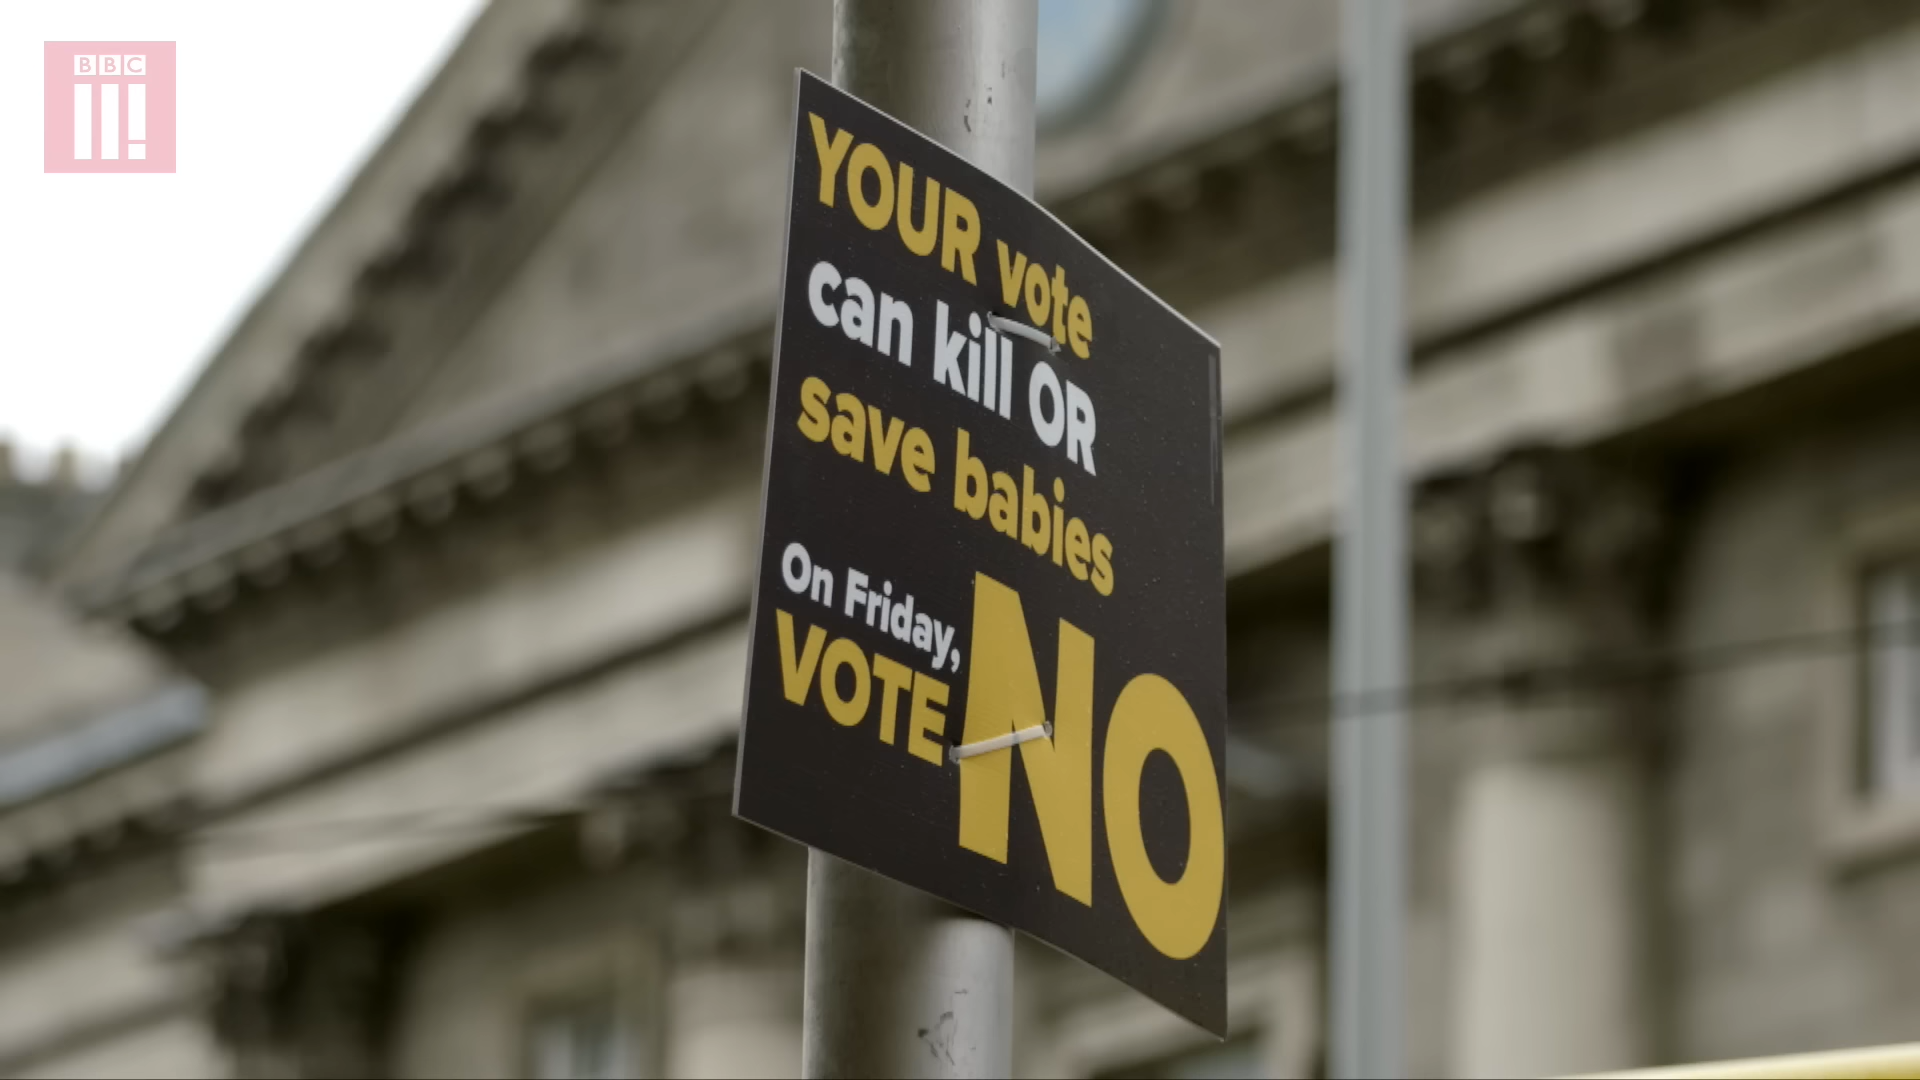 BBC
YOUR vote
can kill OR
save babies
On Friday,
VOTE NO